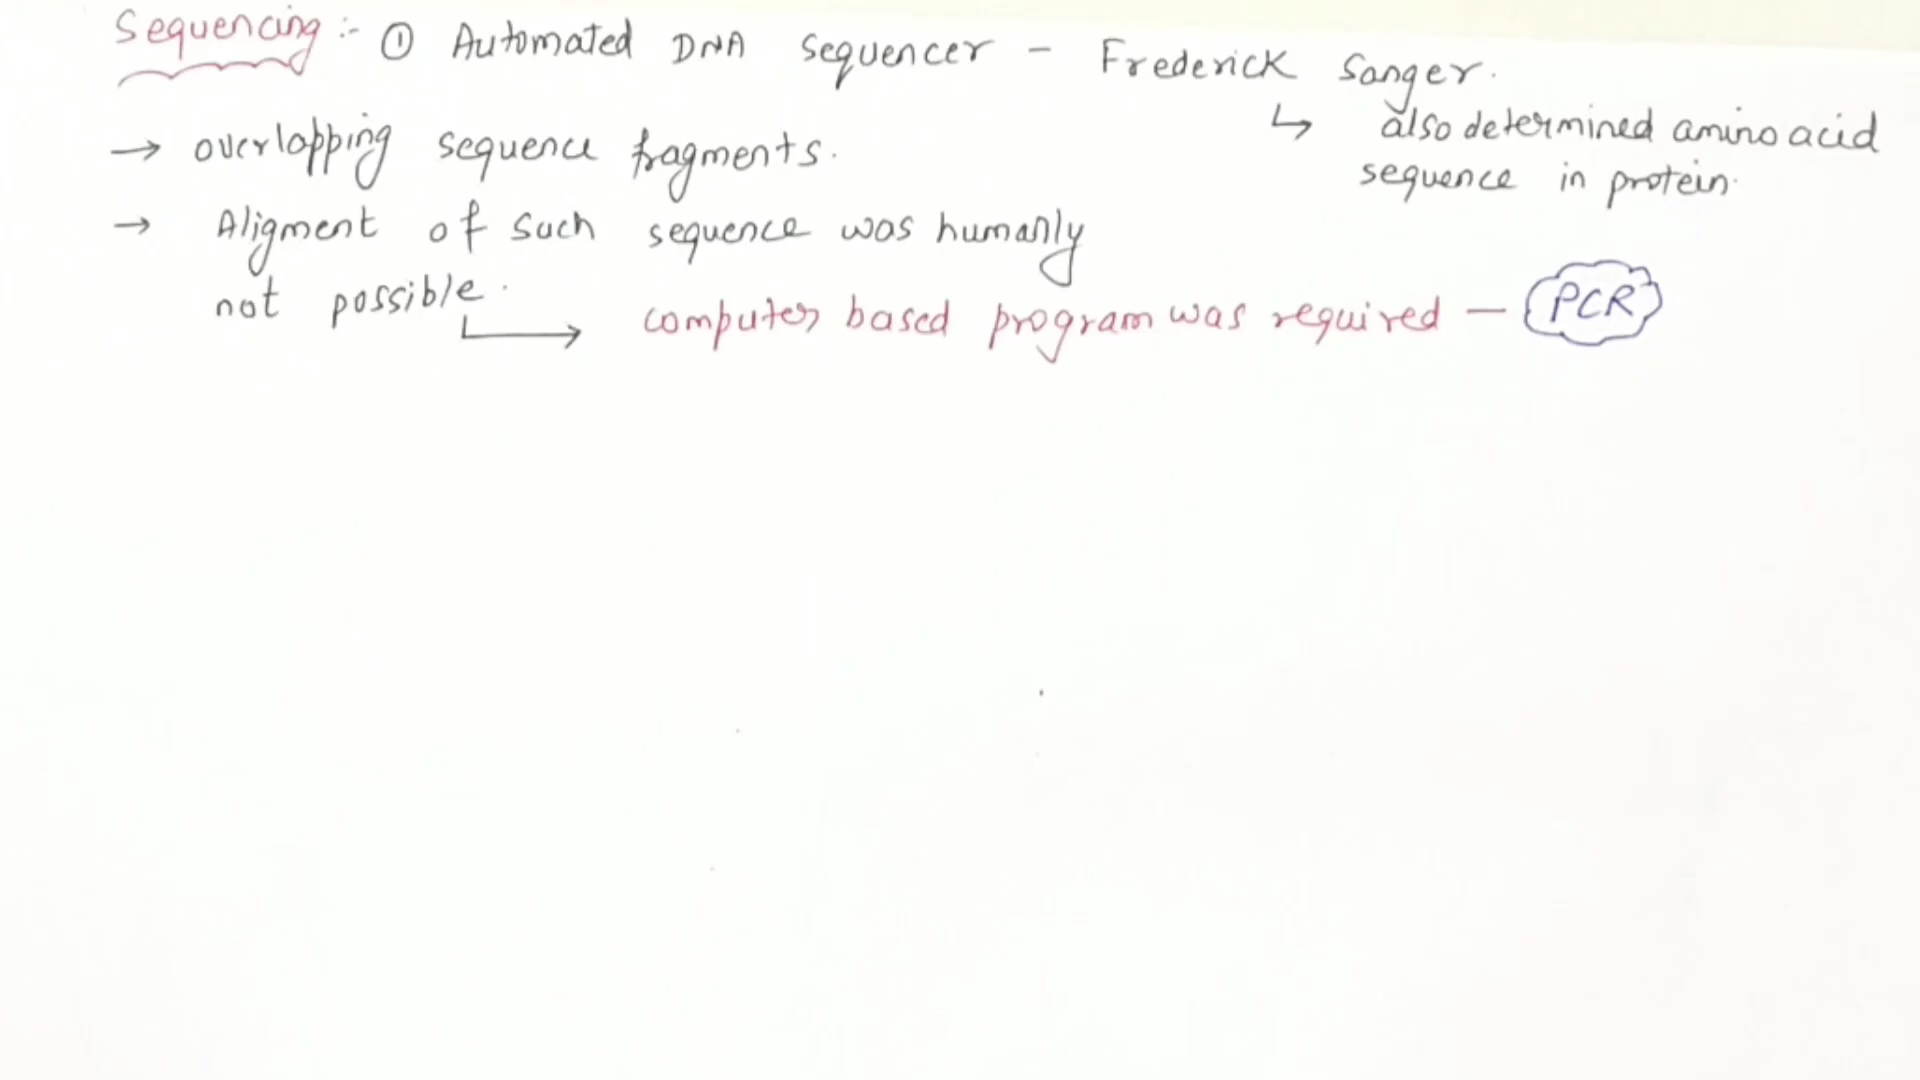 Sequencing :- ① Automated DNA sequencer - Frederick Sanger.
↳ also determined amino acid
sequence in protein.
→ overlapping sequence fragments.
→ Aligment of such sequence was humanly
not possible.
↳ computer based program was required - PCR